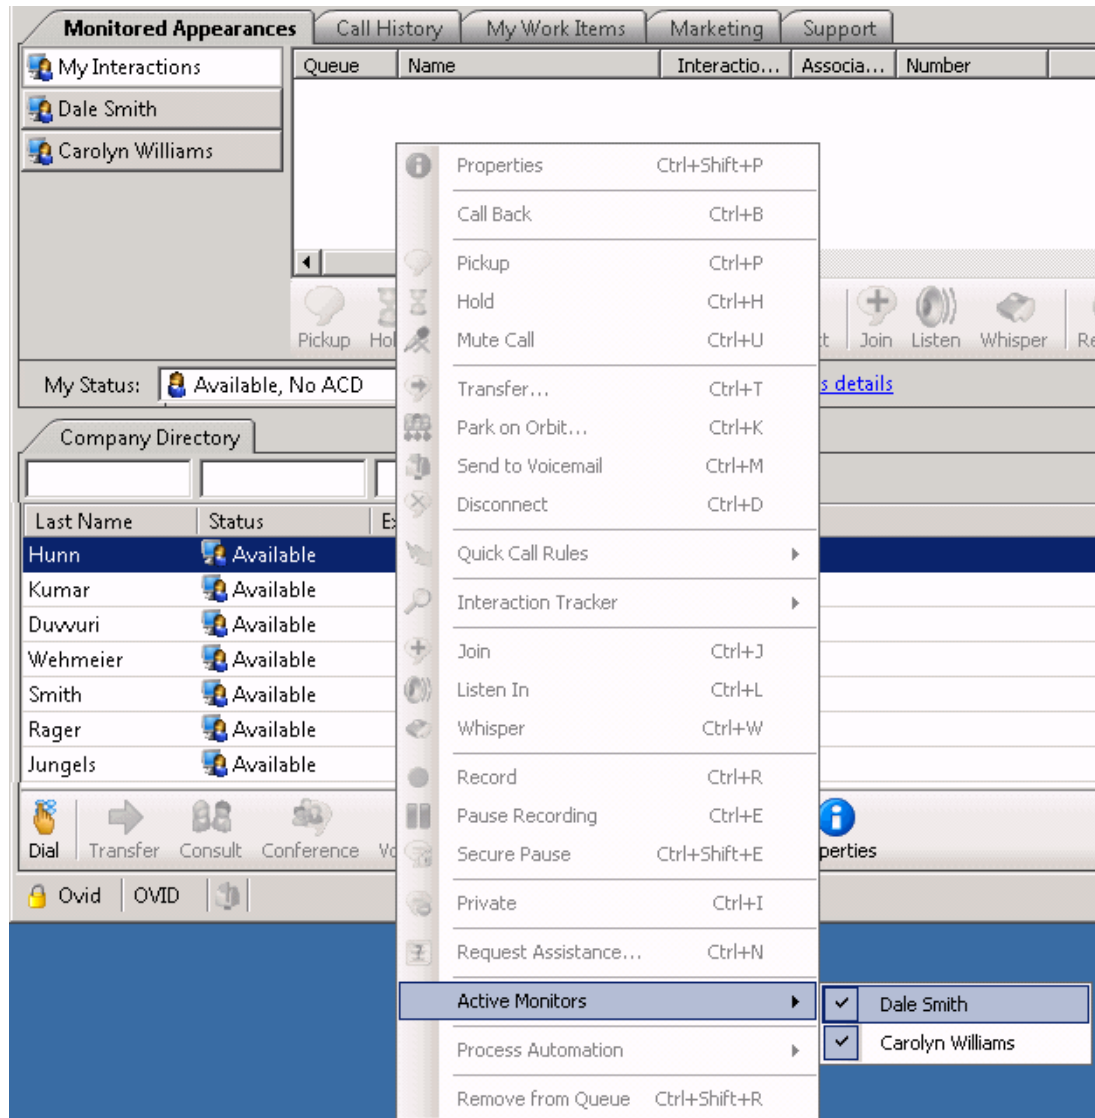 Monitored Appearances Call History My Work Items Marketing Support
My Interactions Queue Name Interactio... Associa... Number
Dale Smith
Carolyn Williams
Properties Ctrl+Shift+P
Call Back Ctrl+B
Pickup Ctrl+P
Hold Ctrl+H
Mute Call Ctrl+U
Pickup Join Listen Whisper
My Status: Available, No ACD s details
Transfer... Ctrl+T
Park on Orbit... Ctrl+K
Company Directory
Send to Voicemail Ctrl+M
Disconnect Ctrl+D
Last Name Status
Hunn Available
Quick Call Rules
Kumar Available
Interaction Tracker
Duvvuri Available
Wehmeier Available
Join Ctrl+J
Smith Available
Listen In Ctrl+L
Rager Available
Whisper Ctrl+W
Jungels Available
Record Ctrl+R
Pause Recording Ctrl+E
Dial Transfer Consult Conference perties
Secure Pause Ctrl+Shift+E
Ovid OVID
Private Ctrl+I
Request Assistance... Ctrl+N
Active Monitors Dale Smith
Carolyn Williams
Process Automation
Remove from Queue Ctrl+Shift+R